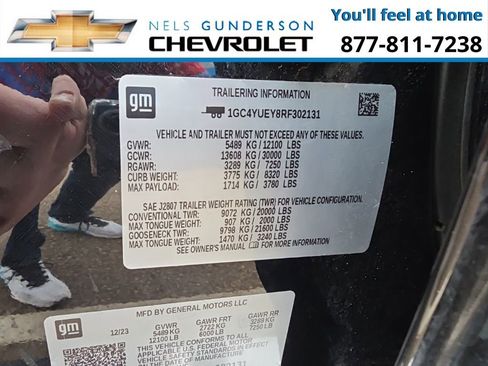 NELS GUNDERSON
CHEVROLET
You'll feel at home
877-811-7238
gm
TRAILERING INFORMATION
1GC4YUEY8RF302131
VEHICLE AND TRAILER MUST NOT EXCEED ANY OF THESE VALUES.
GVWR: 5489 KG/ 12100 LBS
GCWR: 13608 KG/ 30000 LBS
RGAWR: 3289 KG/ 7250 LBS
CURB WEIGHT: 3775 KG/ 8320 LBS
MAX PAYLOAD: 1714 KG/ 3780 LBS
SAE J2807 TRAILER WEIGHT RATING (TWR) FOR VEHICLE CONFIGURATION.
CONVENTIONAL TWR: 9072 KG/ 20000 LBS
MAX TONGUE WEIGHT: 907 KG/ 2000 LBS
GOOSENECK TWR: 9798 KG/ 21600 LBS
MAX TONGUE WEIGHT: 1470 KG/ 3240 LBS
SEE OWNER'S MANUAL FOR MORE INFORMATION.
MFD BY GENERAL MOTORS LLC
gm
GVWR GAWR FRT GAWR RR
12/23 5489 KG 2722 KG 3289 KG
12100 LB 6000 LB 7250 LB
THIS VEHICLE CONFORMS TO ALL
APPLICABLE U.S. FEDERAL MOTOR
VEHICLE SAFETY STANDARDS IN EFFECT
ON THE DATE OF MANUFACTURE